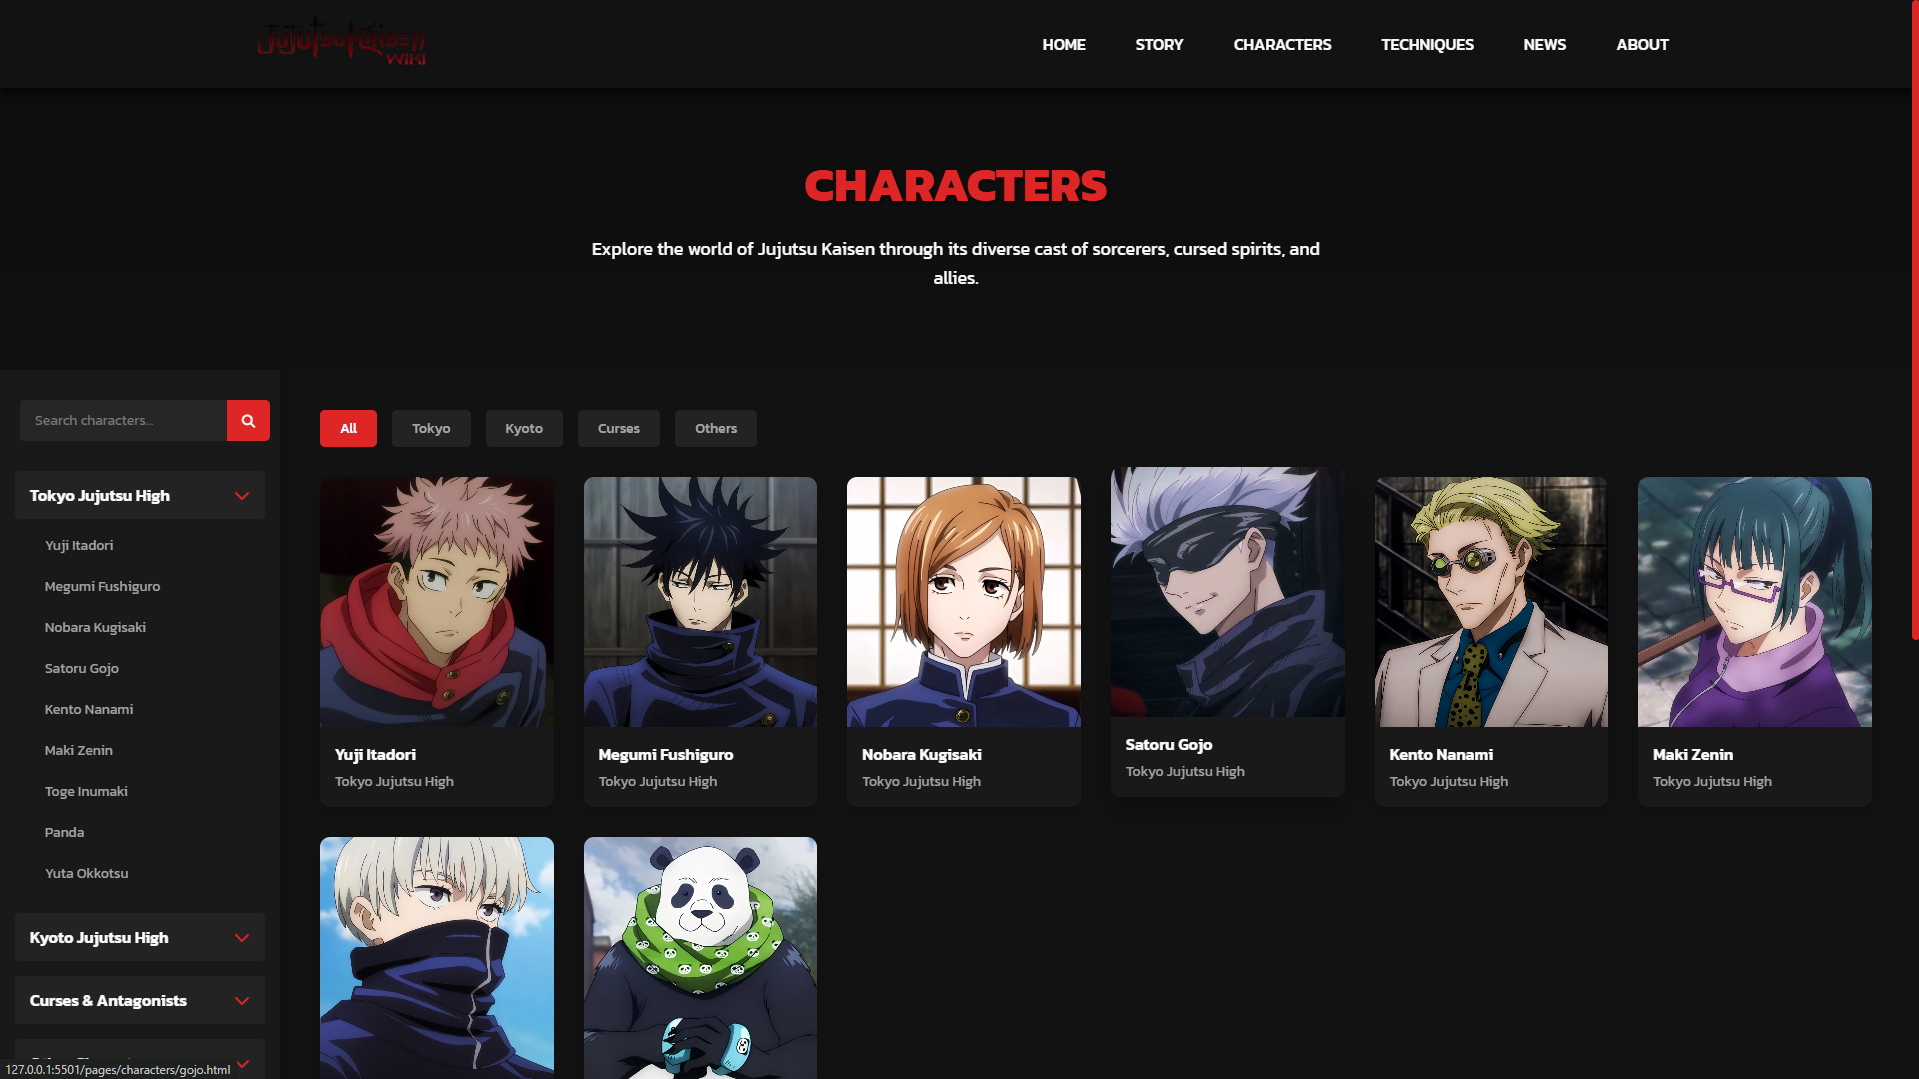 Jujutsu Kaisen
WIKI
HOME
STORY
CHARACTERS
TECHNIQUES
NEWS
ABOUT
CHARACTERS
Explore the world of Jujutsu Kaisen through its diverse cast of sorcerers, cursed spirits, and
allies.
Search characters...
Tokyo Jujutsu High
Yuji Itadori
Megumi Fushiguro
Nobara Kugisaki
Satoru Gojo
Kento Nanami
Maki Zenin
Toge Inumaki
Panda
Yuta Okkotsu
Kyoto Jujutsu High
Curses & Antagonists
All
Tokyo
Kyoto
Curses
Others
Yuji Itadori
Tokyo Jujutsu High
Megumi Fushiguro
Tokyo Jujutsu High
Nobara Kugisaki
Tokyo Jujutsu High
Satoru Gojo
Tokyo Jujutsu High
Kento Nanami
Tokyo Jujutsu High
Maki Zenin
Tokyo Jujutsu High
127.0.0.1:5501/pages/characters/gojo.html